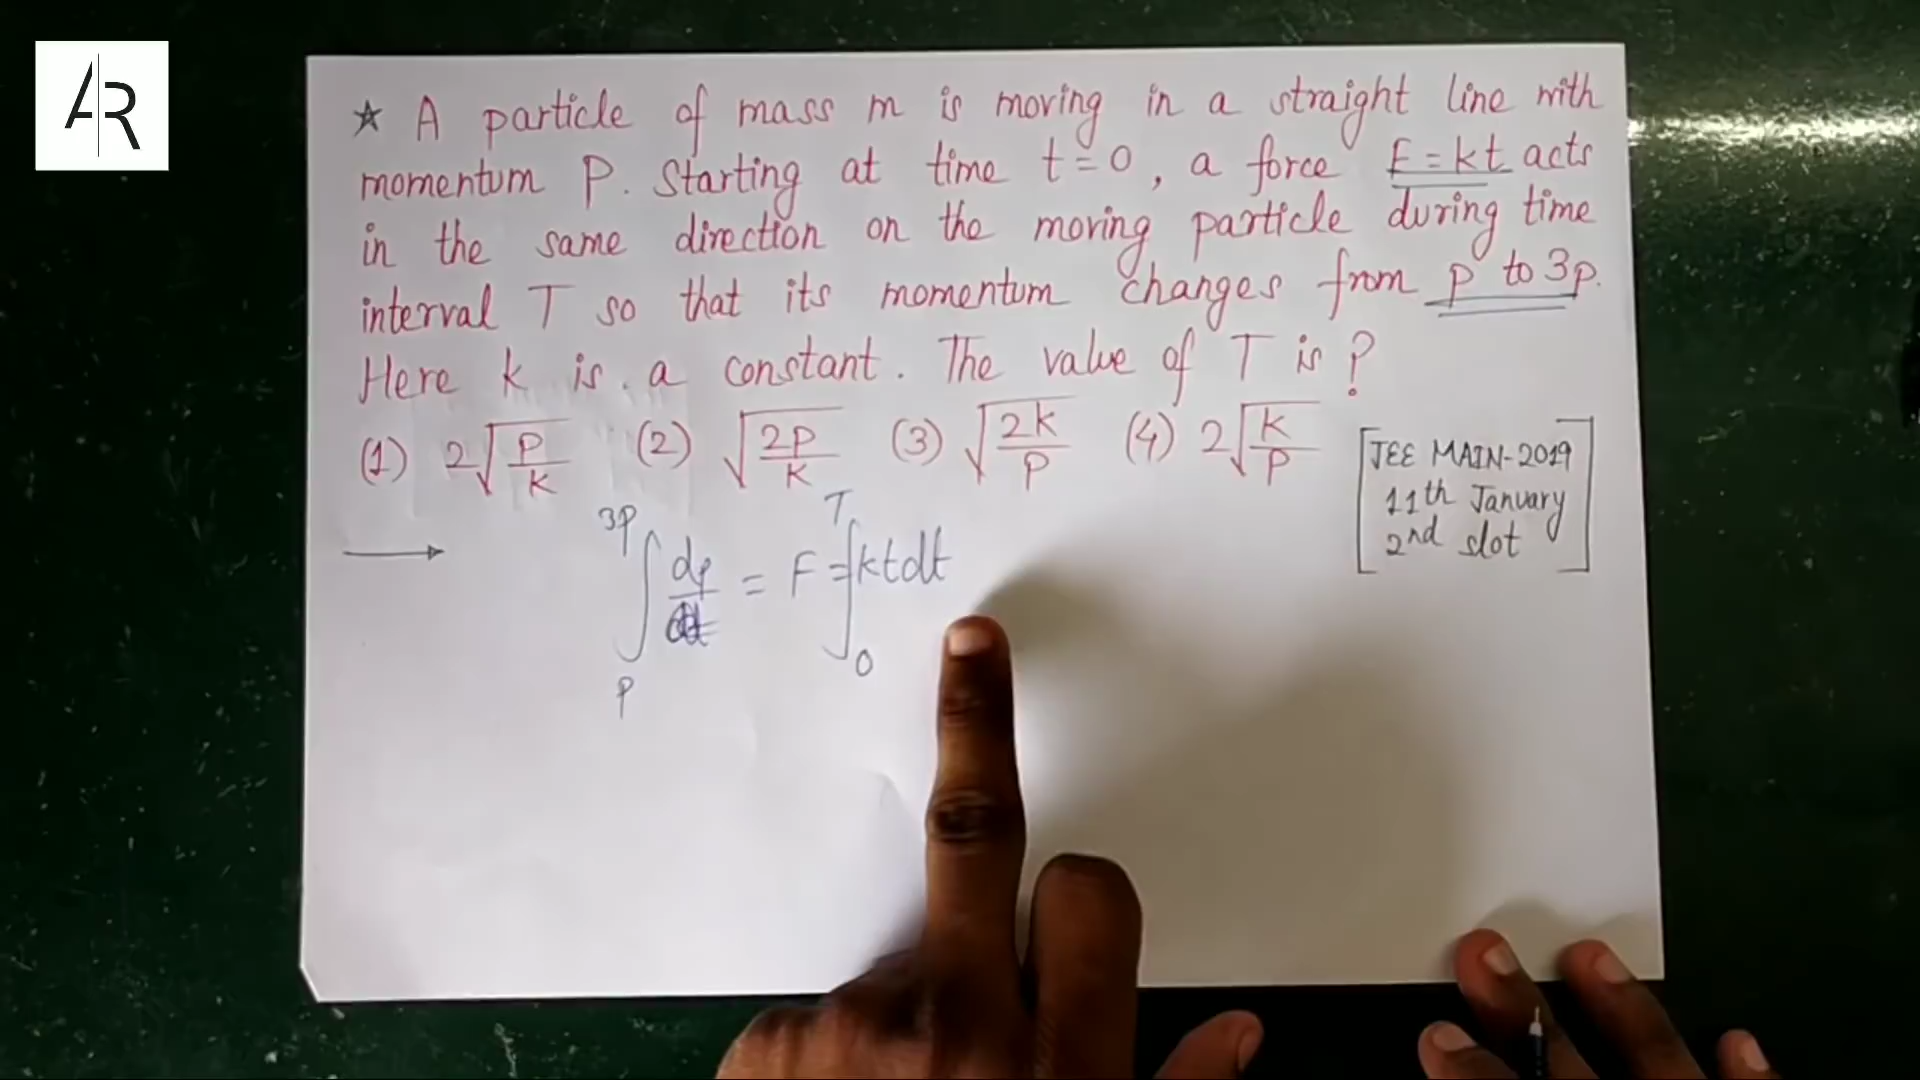 AR
☆ A particle of mass m is moving in a straight line with
momentum P. Starting at time t=0, a force F=kt acts
in the same direction on the moving particle during time
interval T so that its momentum changes from p to 3p.
Here k is a constant. The value of T is?
(1) 2√(P/K) (2) √(2P/K) (3) √(2K/P) (4) 2√(K/P)
[JEE MAIN-2019
11th January
2nd slot]
→ ∫_P^{3P} dp/dt = F = ∫_0^T ktdt